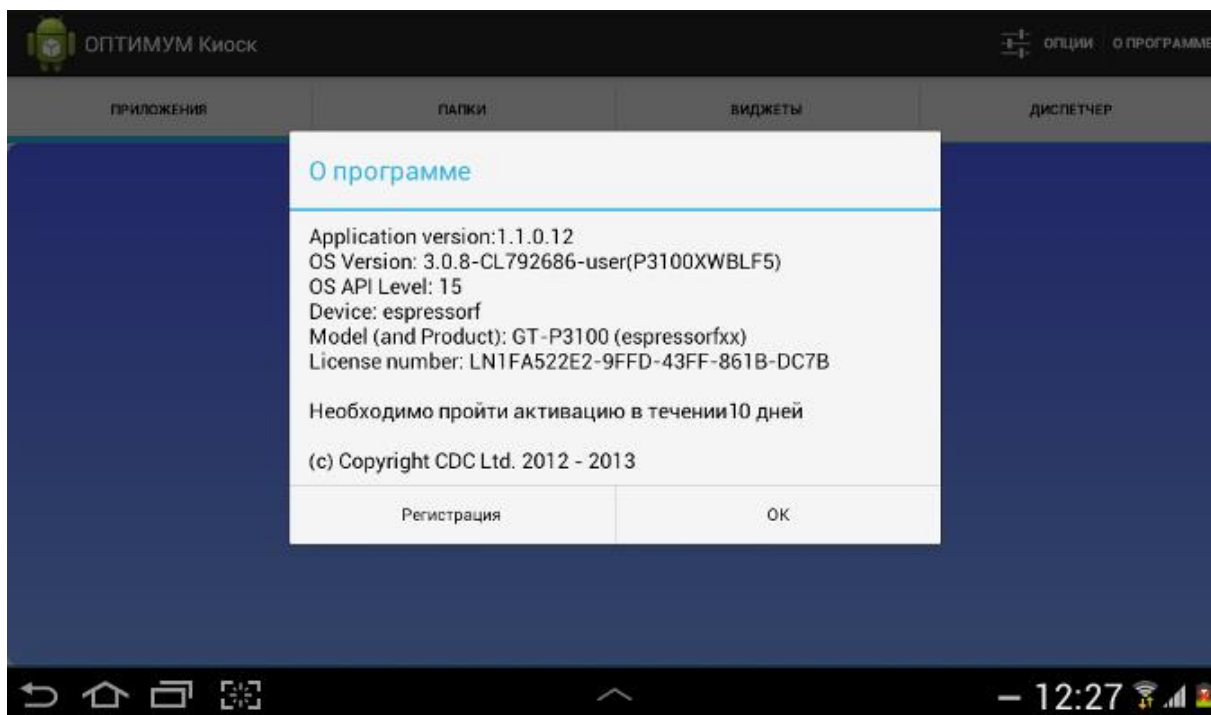 ОПТИМУМ Киоск
ОПЦИИ
О ПРОГРАММЕ
ПРИЛОЖЕНИЯ
ПАПКИ
ВИДЖЕТЫ
ДИСПЕТЧЕР
О программе
Application version:1.1.0.12
OS Version: 3.0.8-CL792686-user(P3100XWBLF5)
OS API Level: 15
Device: espressorf
Model (and Product): GT-P3100 (espressorfxx)
License number: LN1FA522E2-9FFD-43FF-861B-DC7B
Необходимо пройти активацию в течении10 дней
(c) Copyright CDC Ltd. 2012 - 2013
Регистрация
OK
12:27